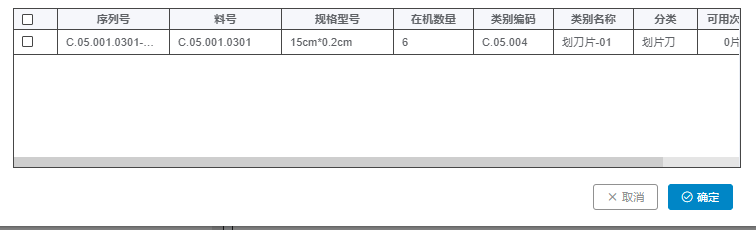 序列号 料号 规格型号 在机数量 类别编码 类别名称 分类 可用次
C.05.001.0301-... C.05.001.0301 15cm*0.2cm 6 C.05.004 划刀片-01 划片刀 0片
取消 确定